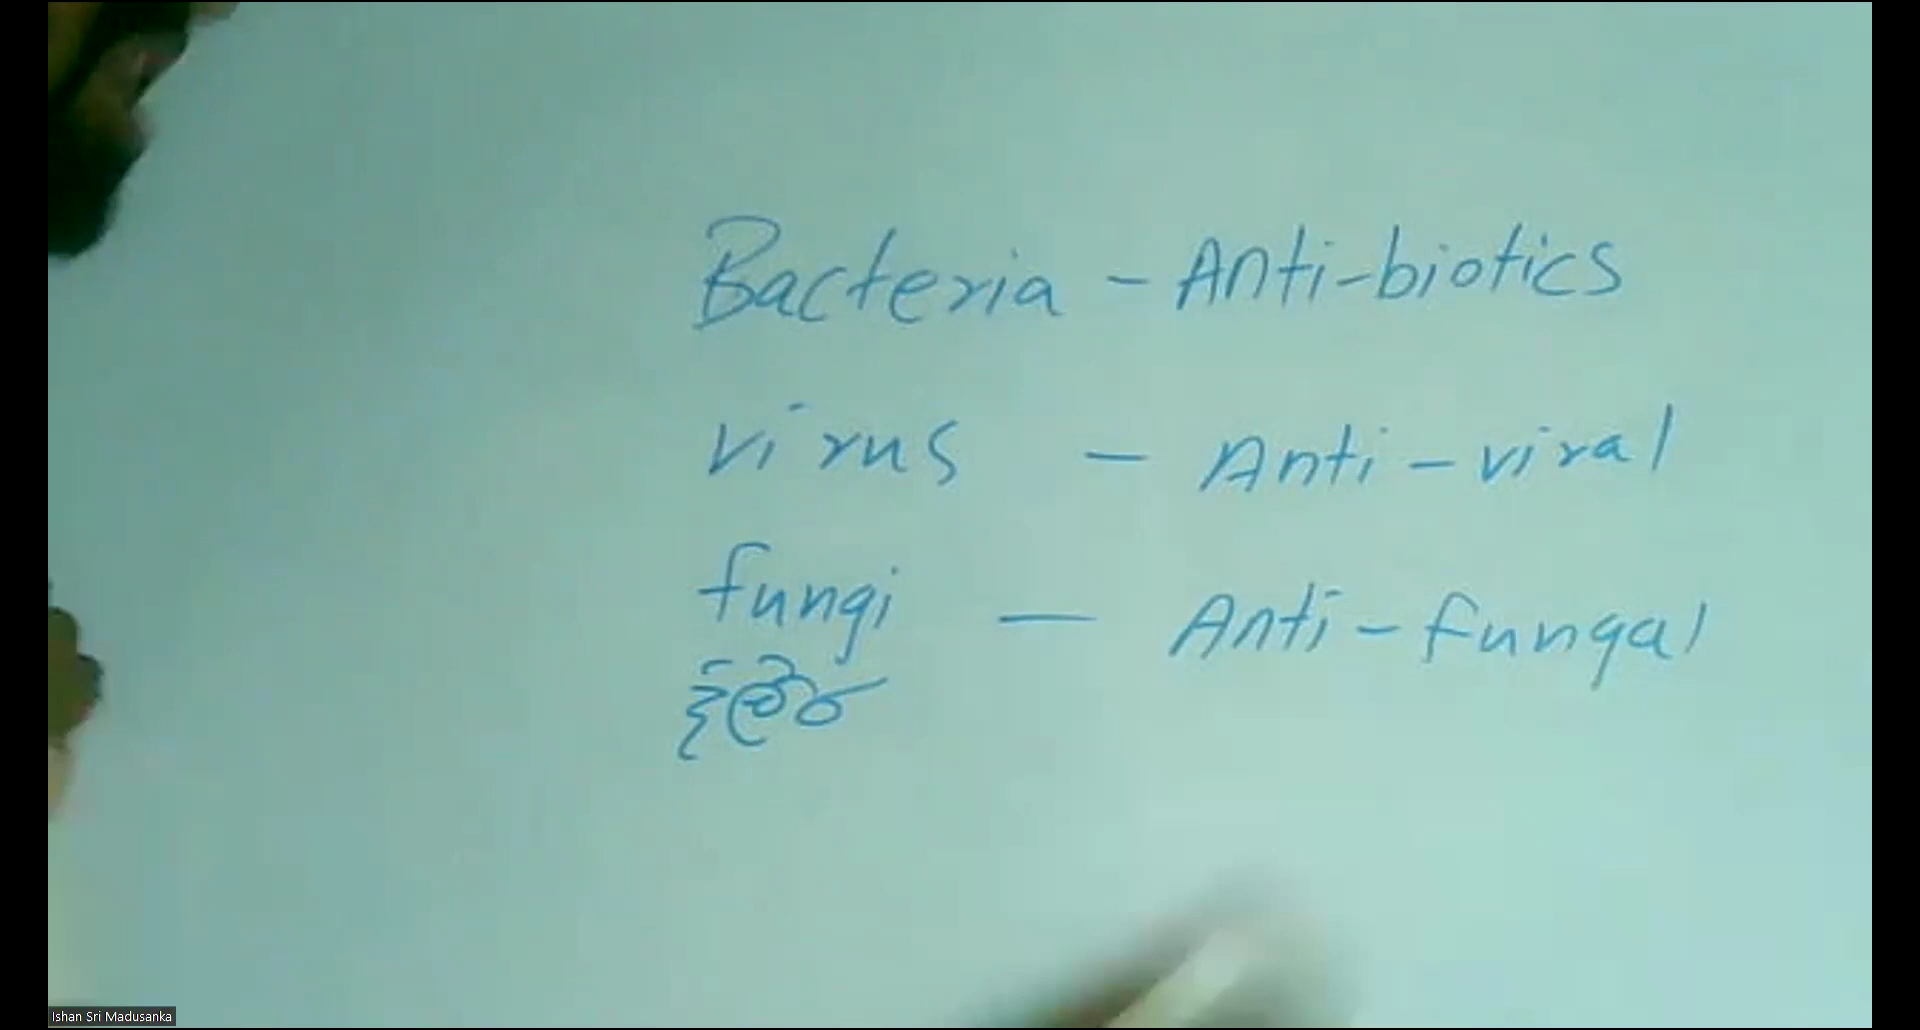 Bacteria - Anti-biotics
virus - Anti-viral
fungi - Anti-fungal
දිලීර
Ishan Sri Madusanka